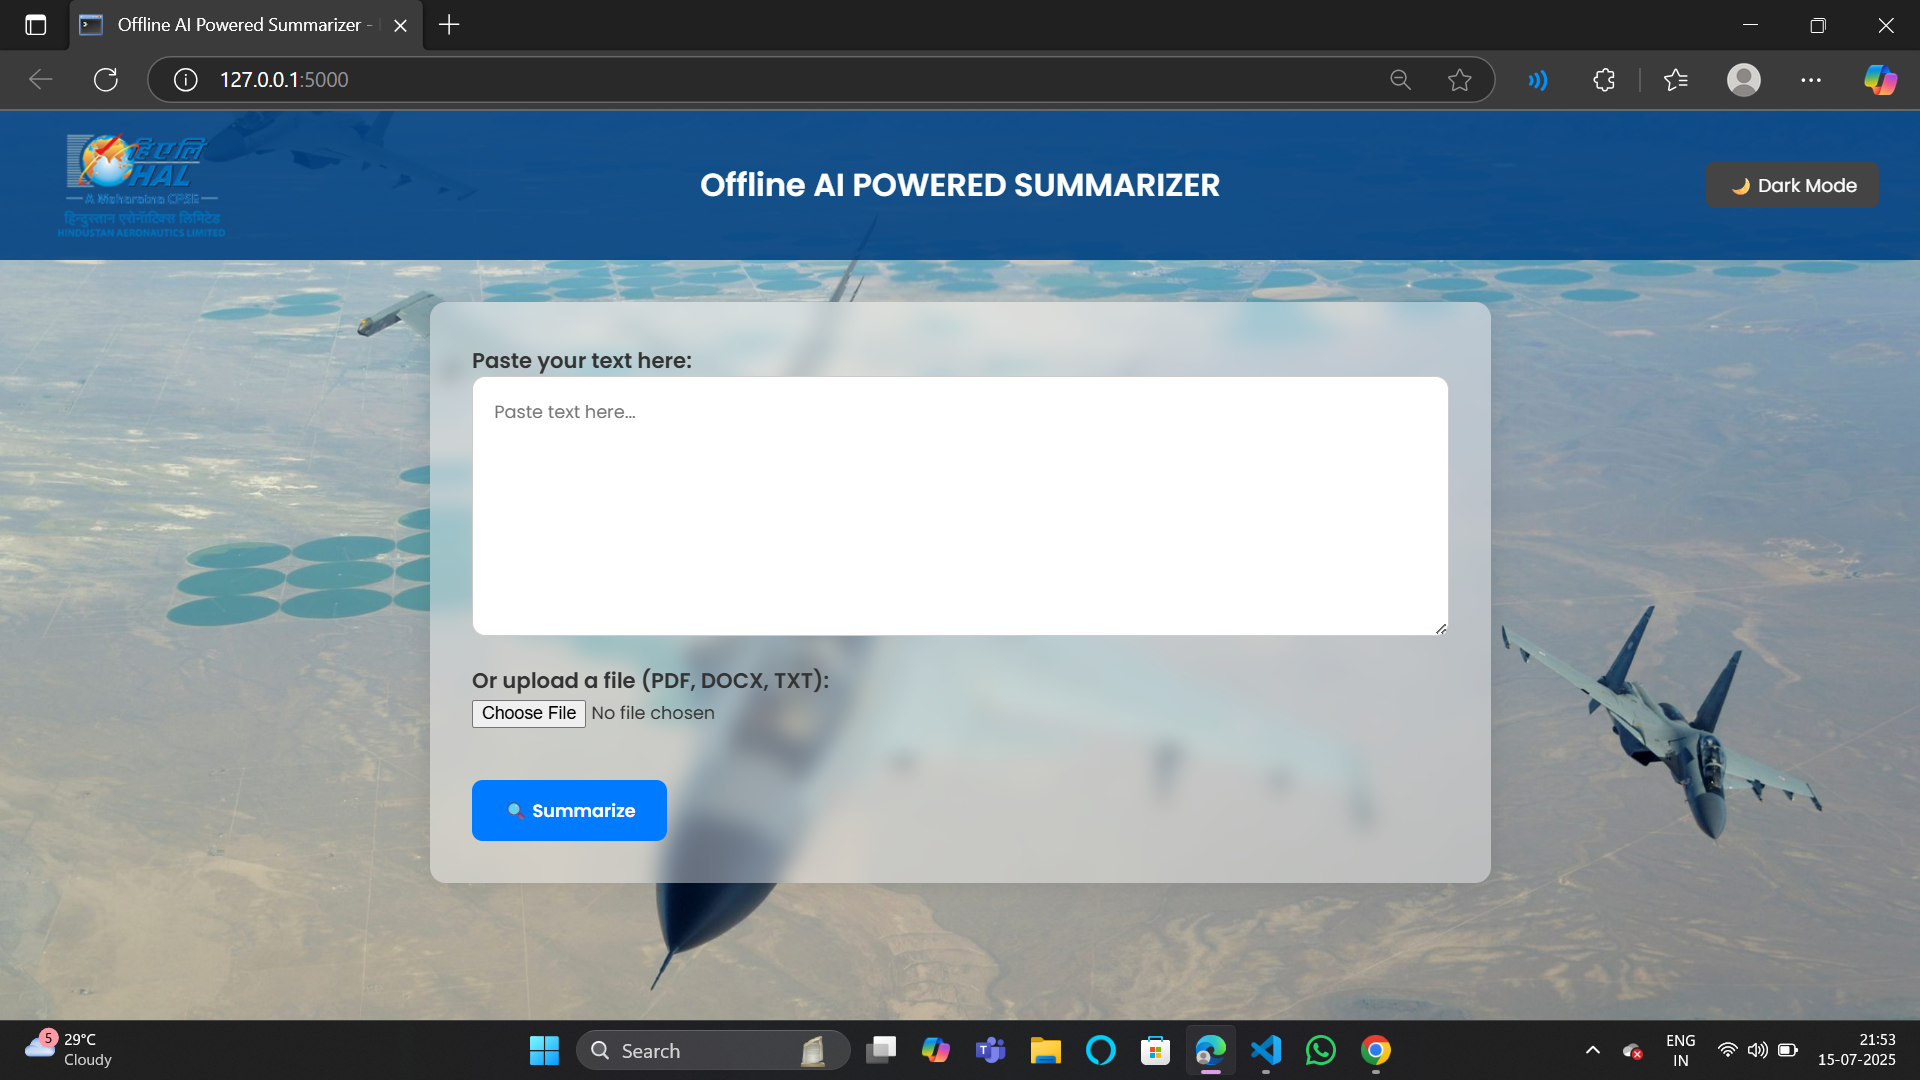 Offline AI Powered Summarizer -
127.0.0.1:5000
हिएलि
HAL
A Maharatna CPSE
हिन्दुस्तान एरोनॉटिक्स लिमिटेड
HINDUSTAN AERONAUTICS LIMITED
Offline AI POWERED SUMMARIZER
🌙 Dark Mode
Paste your text here:
Paste text here...
Or upload a file (PDF, DOCX, TXT):
Choose File No file chosen
🔍 Summarize
5
29°C
Cloudy
Search
ENG
IN
21:53
15-07-2025